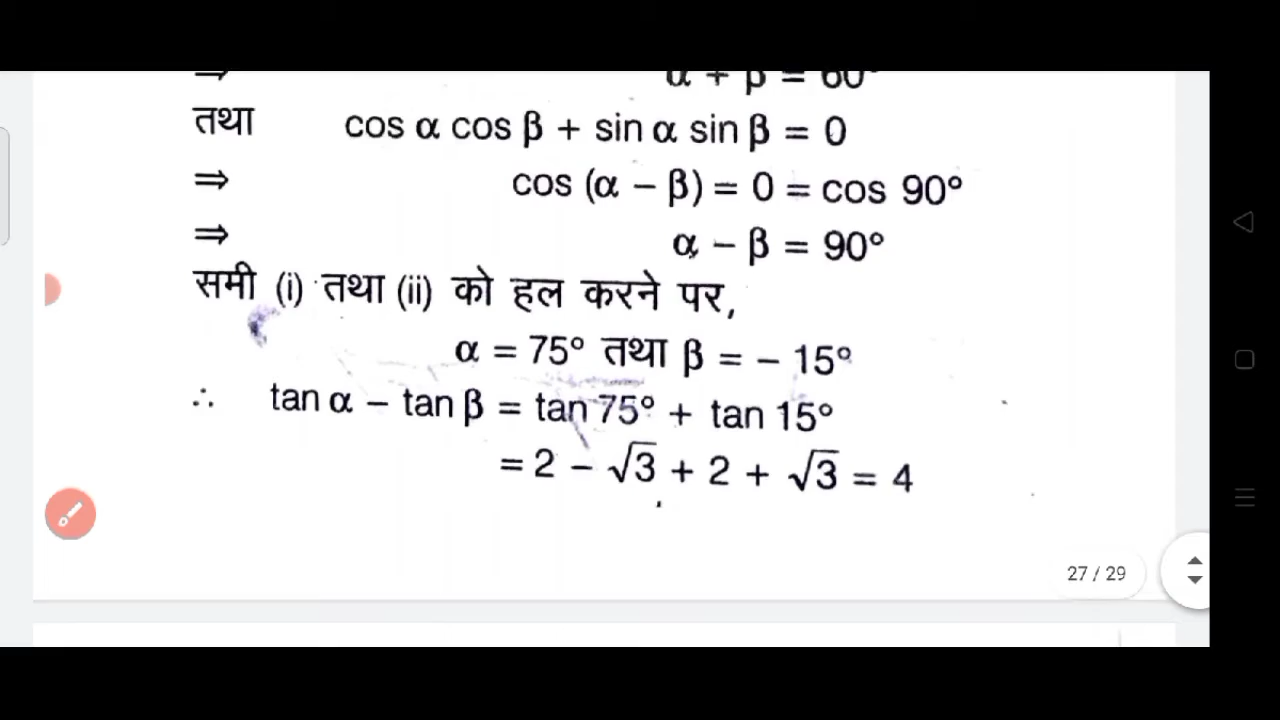 ⇒ α + β = 60°
तथा cos α cos β + sin α sin β = 0
⇒ cos (α – β) = 0 = cos 90°
⇒ α – β = 90°
समी (i) तथा (ii) को हल करने पर,
α = 75° तथा β = – 15°
∴ tan α – tan β = tan 75° + tan 15°
= 2 – √3 + 2 + √3 = 4
27 / 29